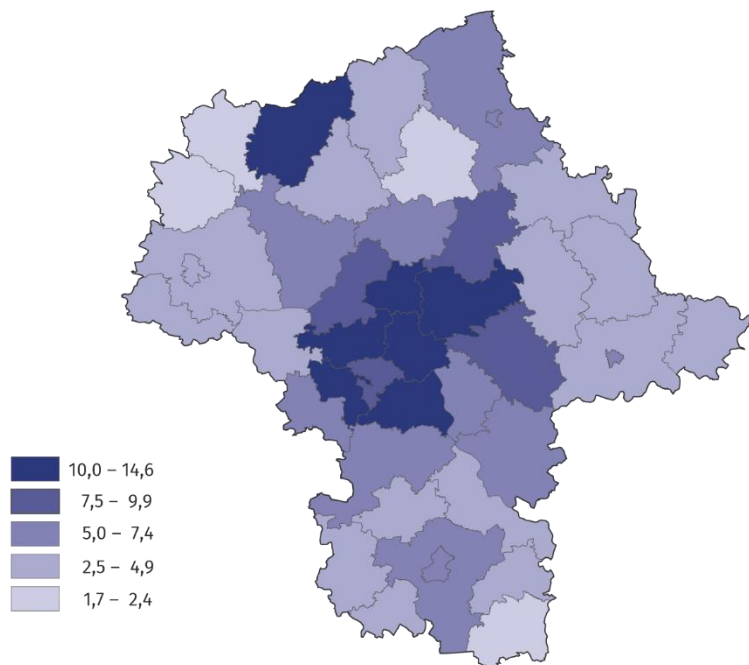 10,0 – 14,6
7,5 – 9,9
5,0 – 7,4
2,5 – 4,9
1,7 – 2,4